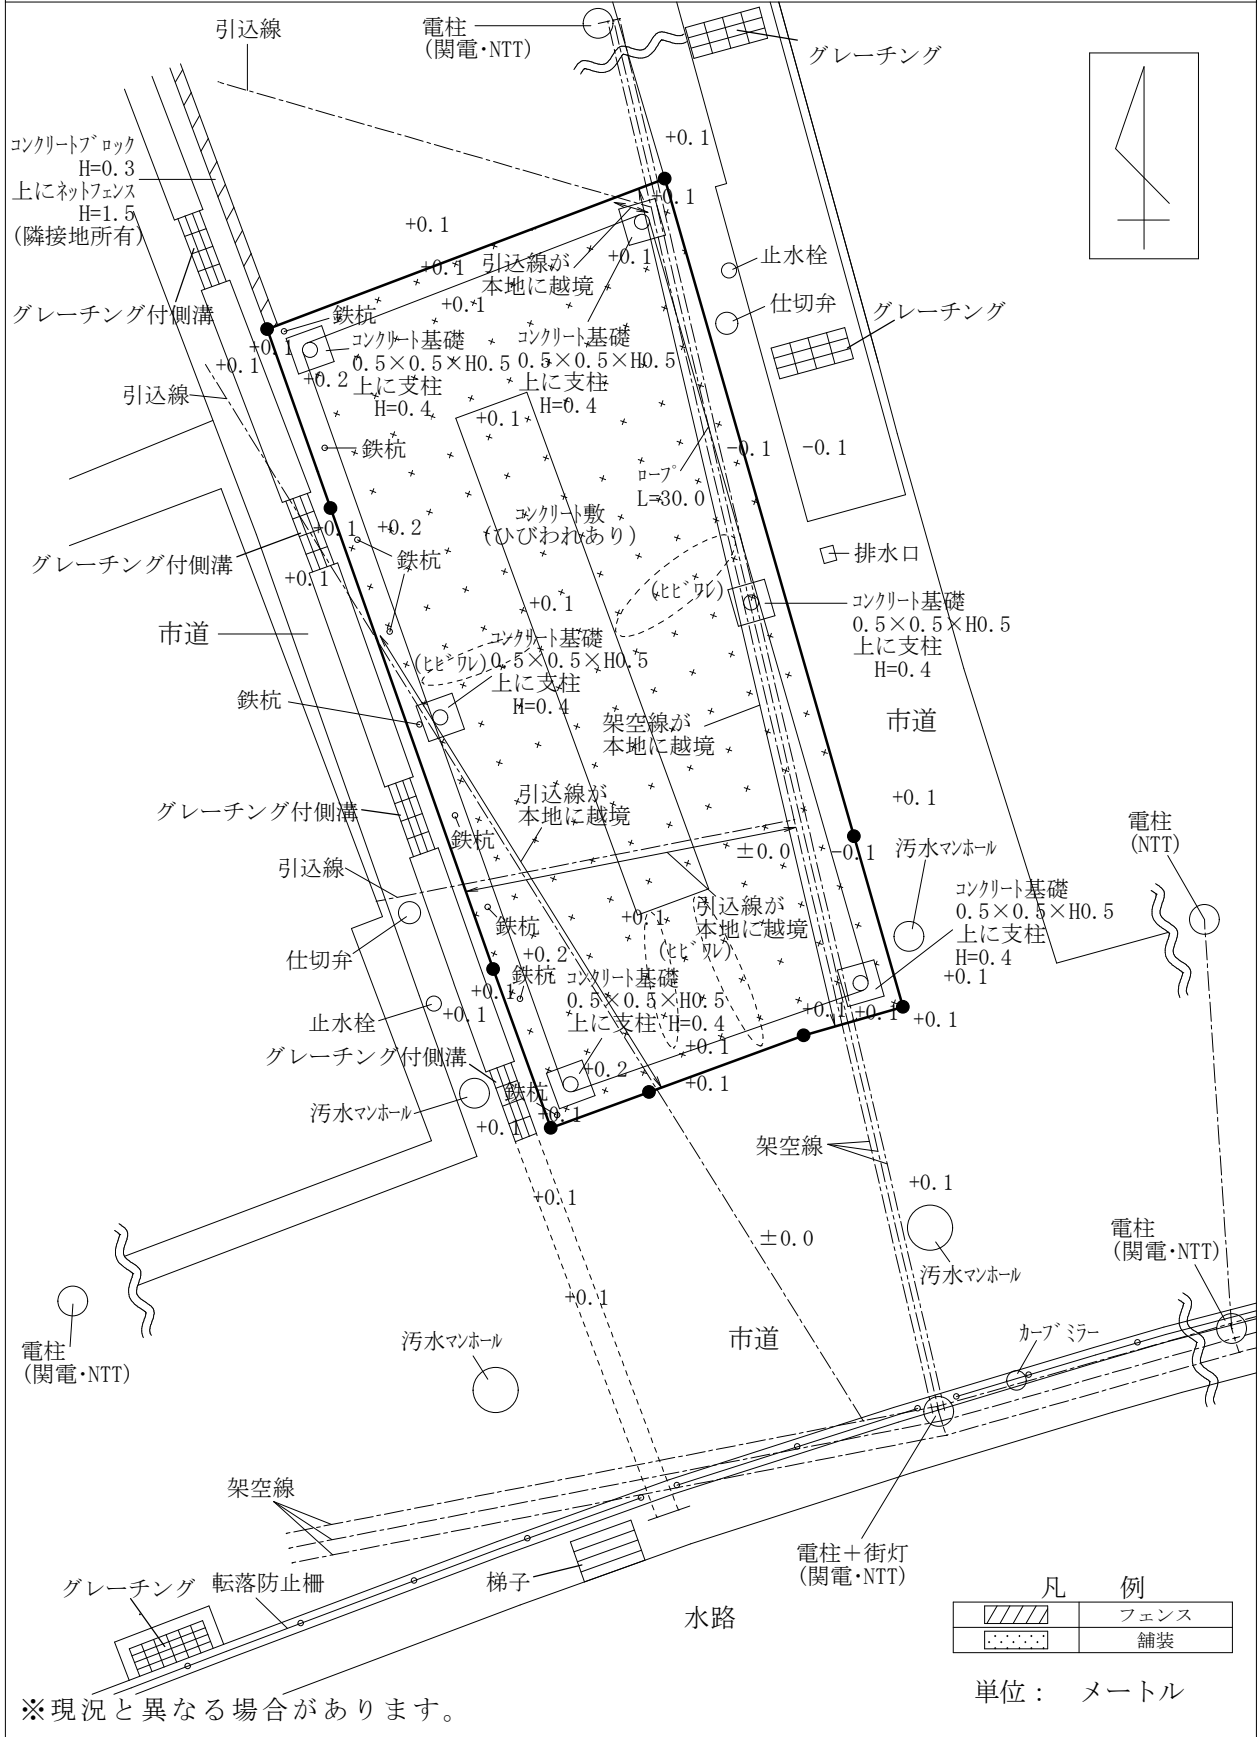 引込線
電柱
(関電・NTT)
グレーチング
コンクリートブロック
H=0.3
上にネットフェンス
H=1.5
(隣接地所有)
+0.1
+0.1
+0.1
+0.1
+0.1
引込線が
本地に越境
止水栓
グレーチング付側溝
鉄杭
+0.1
仕切弁
グレーチング
+0.1
+0.1
コンクリート基礎
0.5×0.5×H0.5
上に支柱
H=0.4
コンクリート基礎
0.5×0.5×H0.5
上に支柱
H=0.4
+0.2
引込線
+0.1
鉄杭
-0.1
-0.1
ロープ
L=30.0
コンクリート敷
(ひびわれあり)
+0.1
+0.2
鉄杭
グレーチング付側溝
+0.1
排水口
(ヒビワレ)
+0.1
コンクリート基礎
0.5×0.5×H0.5
上に支柱
H=0.4
市道
コンクリート基礎
0.5×0.5×H0.5
上に支柱
H=0.4
(ヒビワレ)
鉄杭
架空線が
本地に越境
市道
引込線が
本地に越境
+0.1
グレーチング付側溝
鉄杭
±0.0
-0.1
汚水マンホール
電柱
(NTT)
引込線
コンクリート基礎
0.5×0.5×H0.5
上に支柱
H=0.4
+0.1
引込線が
本地に越境
鉄杭
仕切弁
+0.2
(ヒビワレ)
+0.1
鉄杭
コンクリート基礎
0.5×0.5×H0.5
上に支柱 H=0.4
+0.1
止水栓
+0.1
+0.1
+0.1
+0.1
グレーチング付側溝
+0.1
+0.2
+0.1
鉄杭
汚水マンホール
+0.1
+0.1
架空線
+0.1
+0.1
±0.0
電柱
(関電・NTT)
汚水マンホール
+0.1
市道
カーブミラー
電柱
(関電・NTT)
汚水マンホール
架空線
電柱＋街灯
(関電・NTT)
グレーチング
転落防止柵
梯子
水路
凡　例
フェンス
舗装
単位：　メートル
※現況と異なる場合があります。